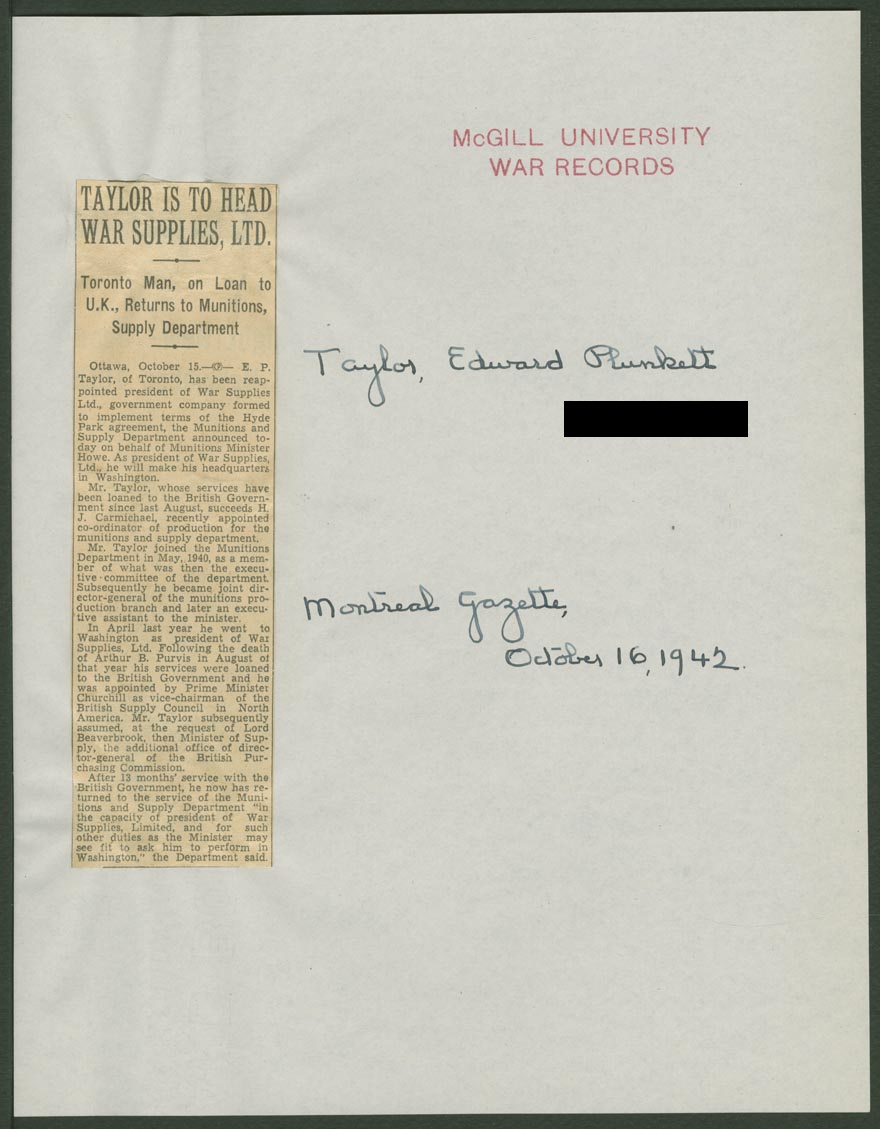 McGILL UNIVERSITY
WAR RECORDS
TAYLOR IS TO HEAD
WAR SUPPLIES, LTD.
Toronto Man, on Loan to
U.K., Returns to Munitions,
Supply Department
Ottawa, October 15.—(CP)— E. P.
Taylor, of Toronto, has been reap-
pointed president of War Supplies
Ltd., government company formed
to implement terms of the Hyde
Park agreement, the Munitions and
Supply Department announced to-
day on behalf of Munitions Minister
Howe. As president of War Supplies,
Ltd., he will make his headquarters
in Washington.
Mr. Taylor, whose services have
been loaned to the British Govern-
ment since last August, succeeds H.
J. Carmichael, recently appointed
co-ordinator of production for the
munitions and supply department.
Mr. Taylor joined the Munitions
Department in May, 1940, as a mem-
ber of what was then the execu-
tive committee of the department.
Subsequently he became joint dir-
ector-general of the munitions pro-
duction branch and later an execu-
tive assistant to the minister.
In April last year he went to
Washington as president of War
Supplies, Ltd. Following the death
of Arthur B. Purvis in August of
that year his services were loaned
to the British Government and he
was appointed by Prime Minister
Churchill as vice-chairman of the
British Supply Council in North
America. Mr. Taylor subsequently
assumed, at the request of Lord
Beaverbrook, then Minister of Sup-
ply, the additional office of direc-
tor-general of the British Pur-
chasing Commission.
After 13 months' service with the
British Government, he now has re-
turned to the service of the Muni-
tions and Supply Department "in
the capacity of president of War
Supplies, Limited, and for such
other duties as the Minister may
see fit to ask him to perform in
Washington," the Department said.
Taylor, Edward Plunkett
Montreal Gazette,
October 16, 1942.